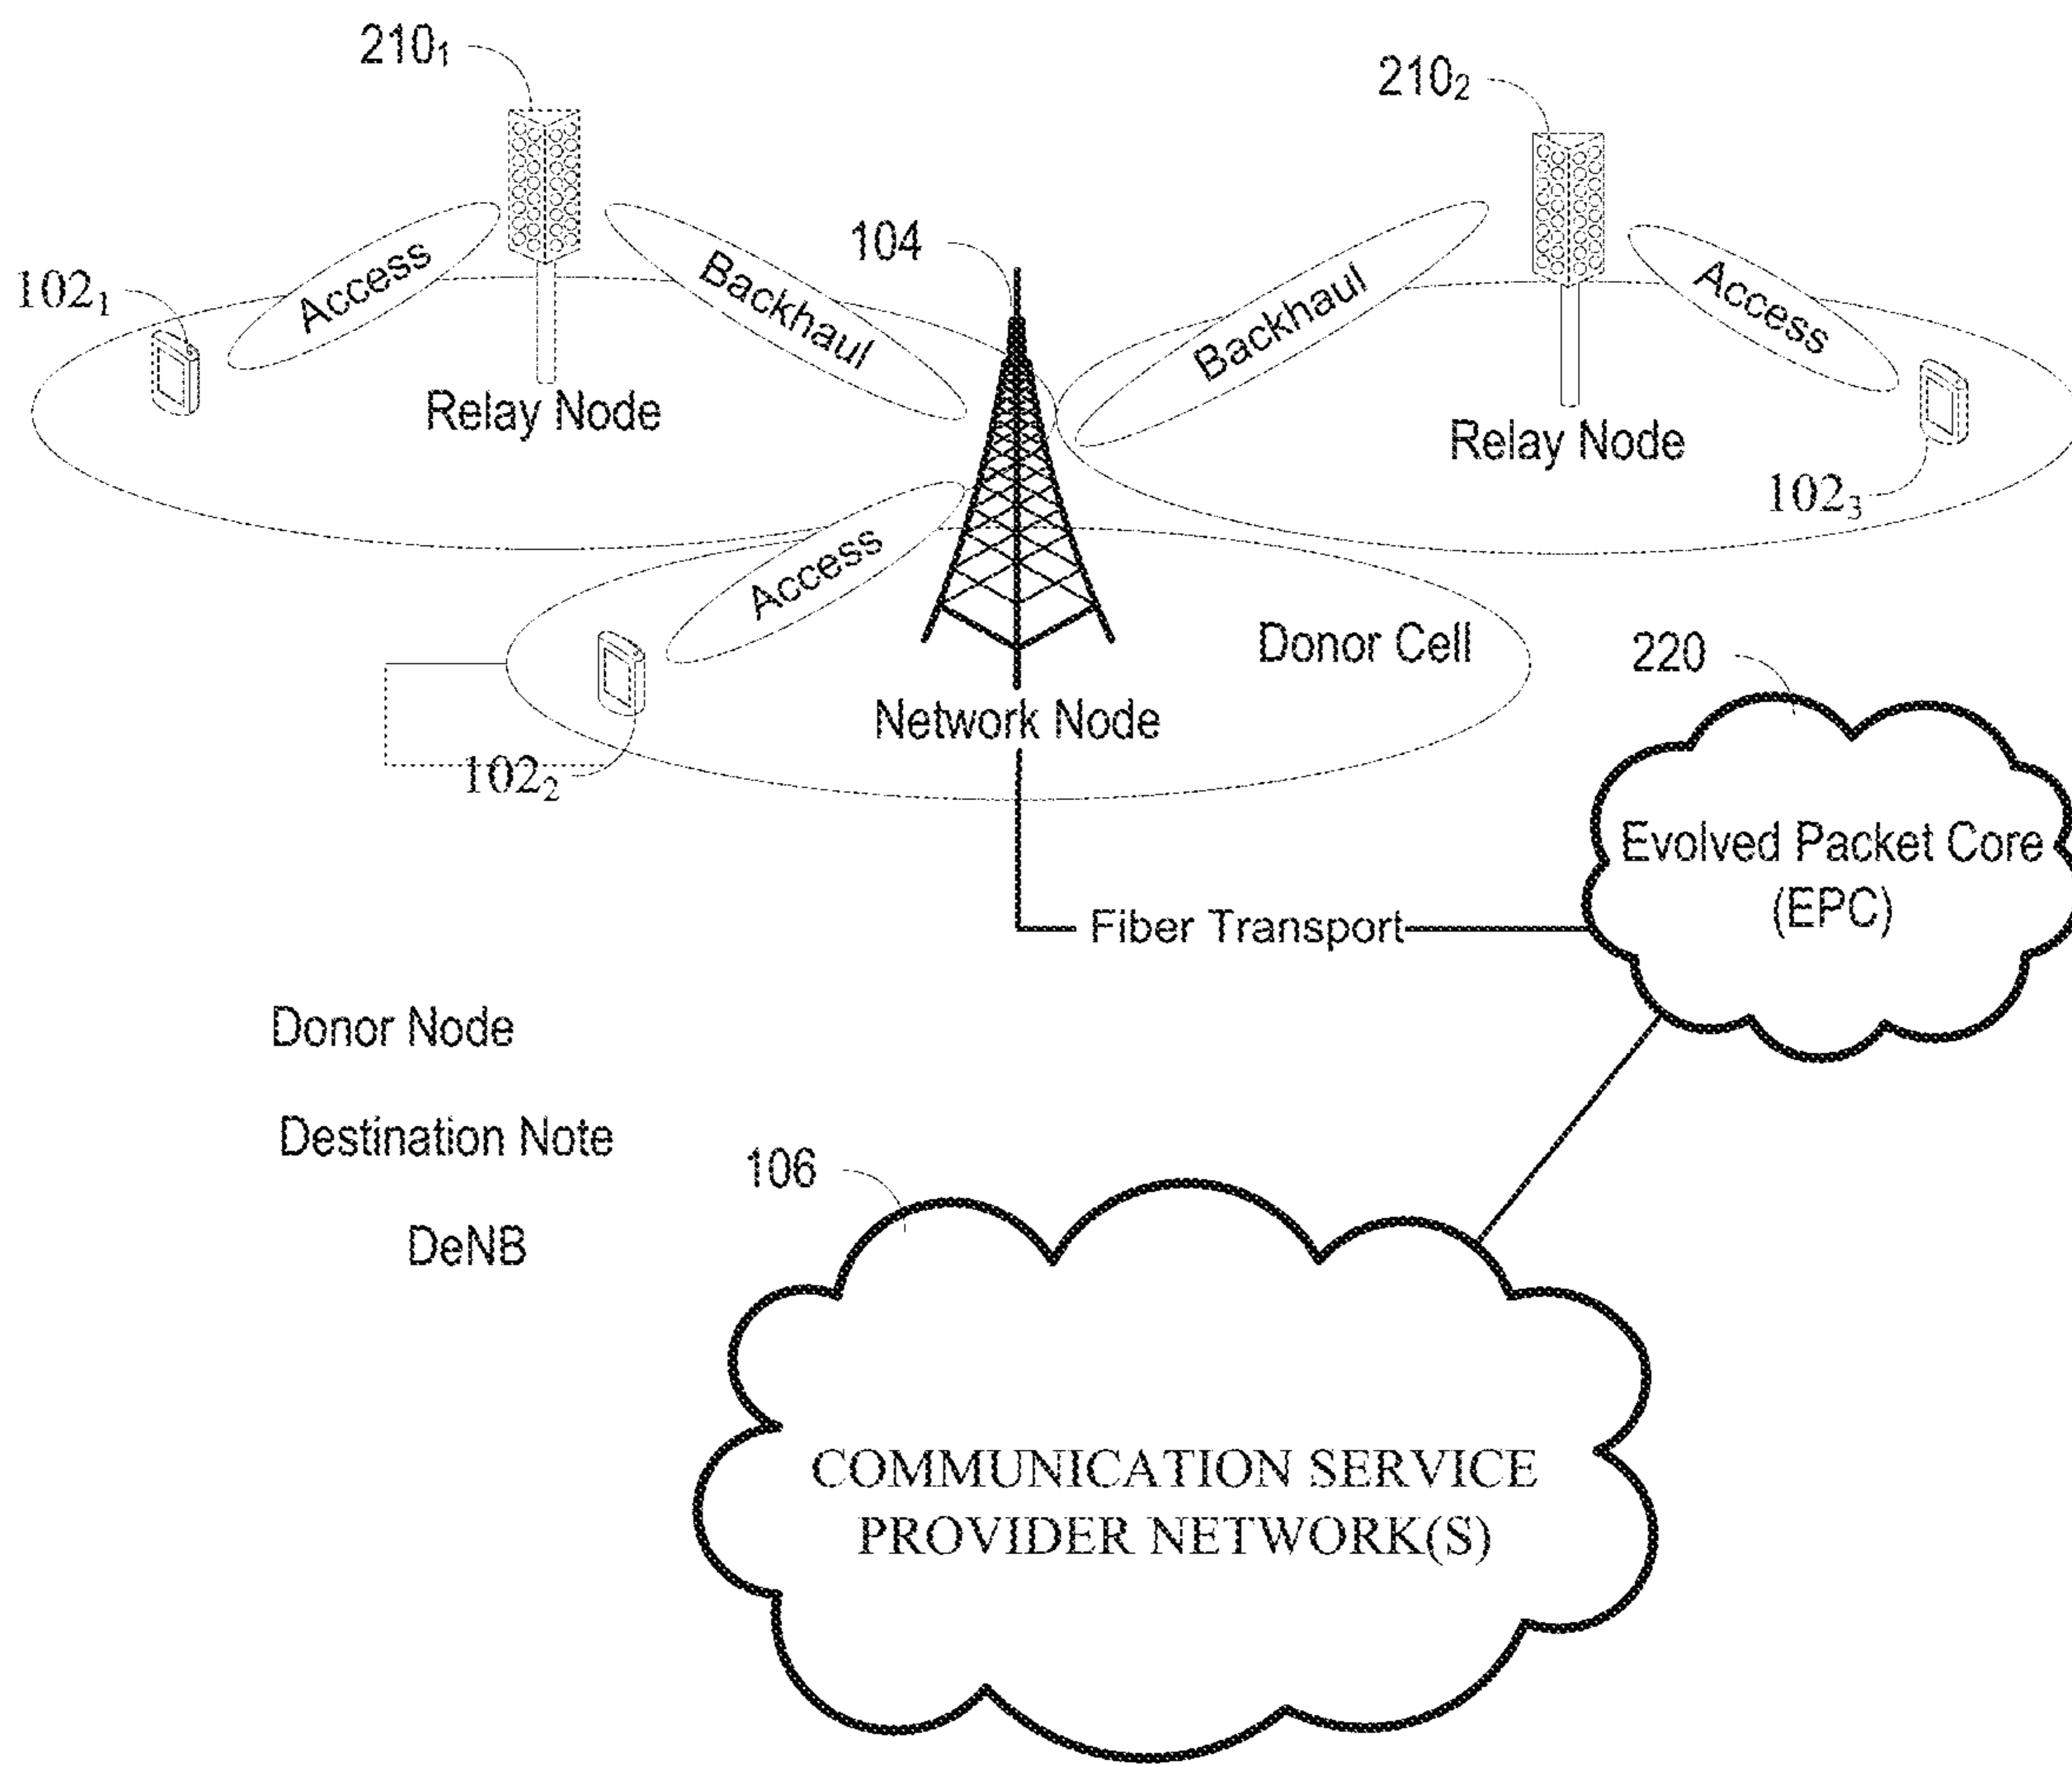 210₁
210₂
104
102₁
Access
Backhaul
Backhaul
Access
Relay Node
Relay Node
102₃
Access
Donor Cell
220
Network Node
102₂
Evolved Packet Core
(EPC)
Fiber Transport
Donor Node
Destination Note
106
DeNB
COMMUNICATION SERVICE
PROVIDER NETWORK(S)